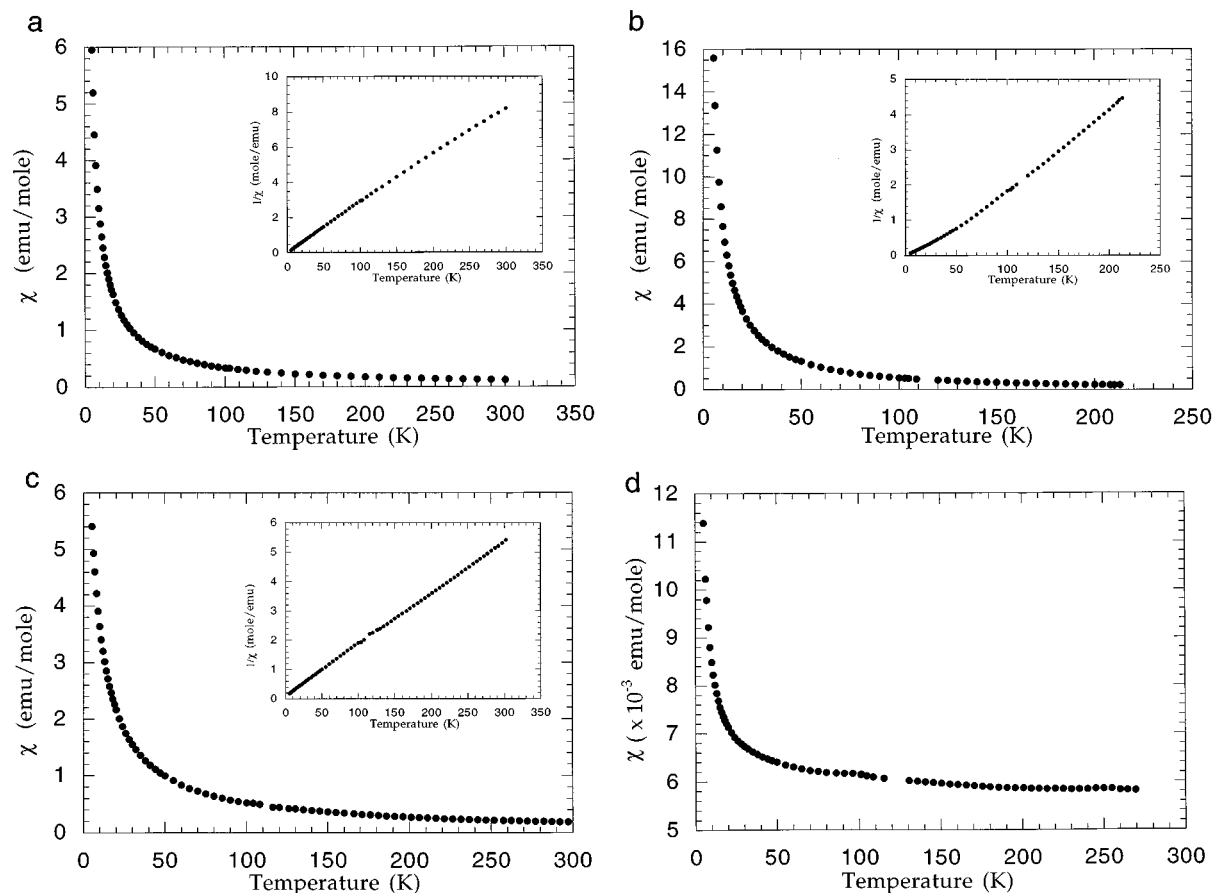 a
6
5
4
3
2
1
0
χ (emu/mole)
0 50 100 150 200 250 300 350
Temperature (K)
10
8
6
4
2
0
1/χ (mole/emu)
0 50 100 150 200 250 300 350
Temperature (K)
b
16
14
12
10
8
6
4
2
0
χ (emu/mole)
0 50 100 150 200 250
Temperature (K)
5
4
3
2
1
0
1/χ (mole/emu)
0 50 100 150 200 250
Temperature (K)
c
6
5
4
3
2
1
0
χ (emu/mole)
0 50 100 150 200 250 300
Temperature (K)
6
5
4
3
2
1
0
1/χ (mole/emu)
0 50 100 150 200 250 300 350
Temperature (K)
d
12
11
10
9
8
7
6
5
χ ( x 10⁻³ emu/mole)
0 50 100 150 200 250 300
Temperature (K)